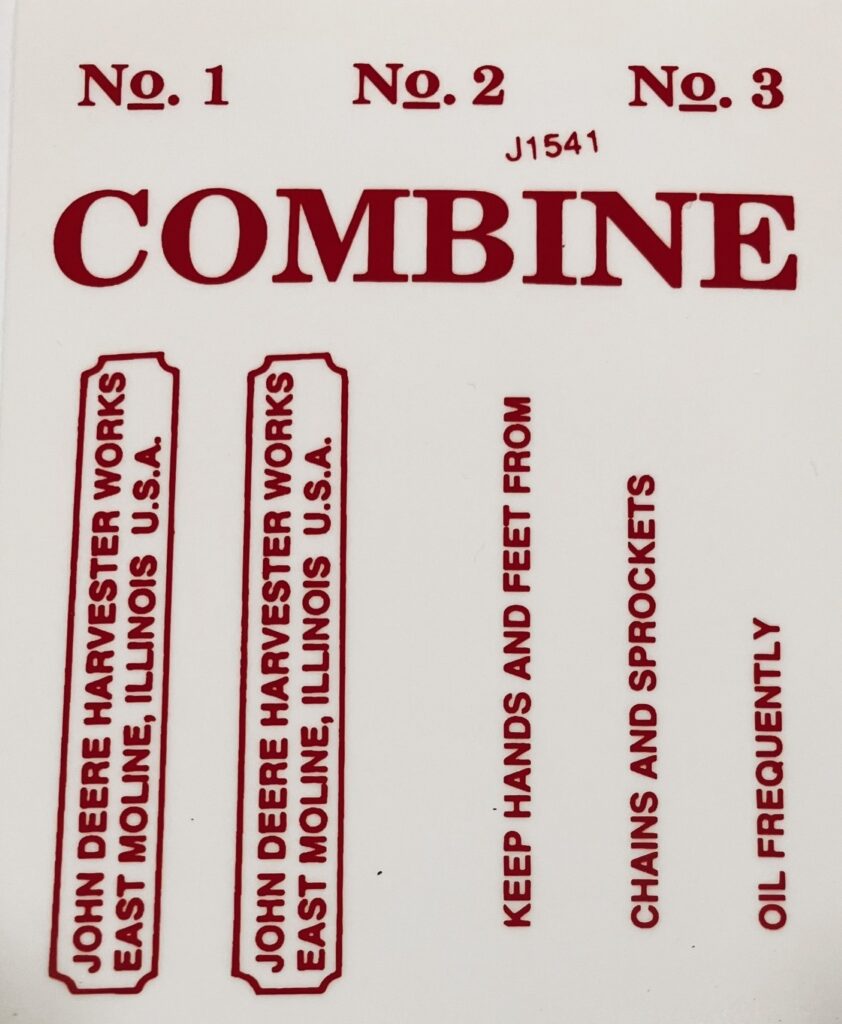 No. 1
No. 2
No. 3
J1541
COMBINE
JOHN DEERE HARVESTER WORKS
EAST MOLINE, ILLINOIS U.S.A.
JOHN DEERE HARVESTER WORKS
EAST MOLINE, ILLINOIS U.S.A.
KEEP HANDS AND FEET FROM
CHAINS AND SPROCKETS
OIL FREQUENTLY